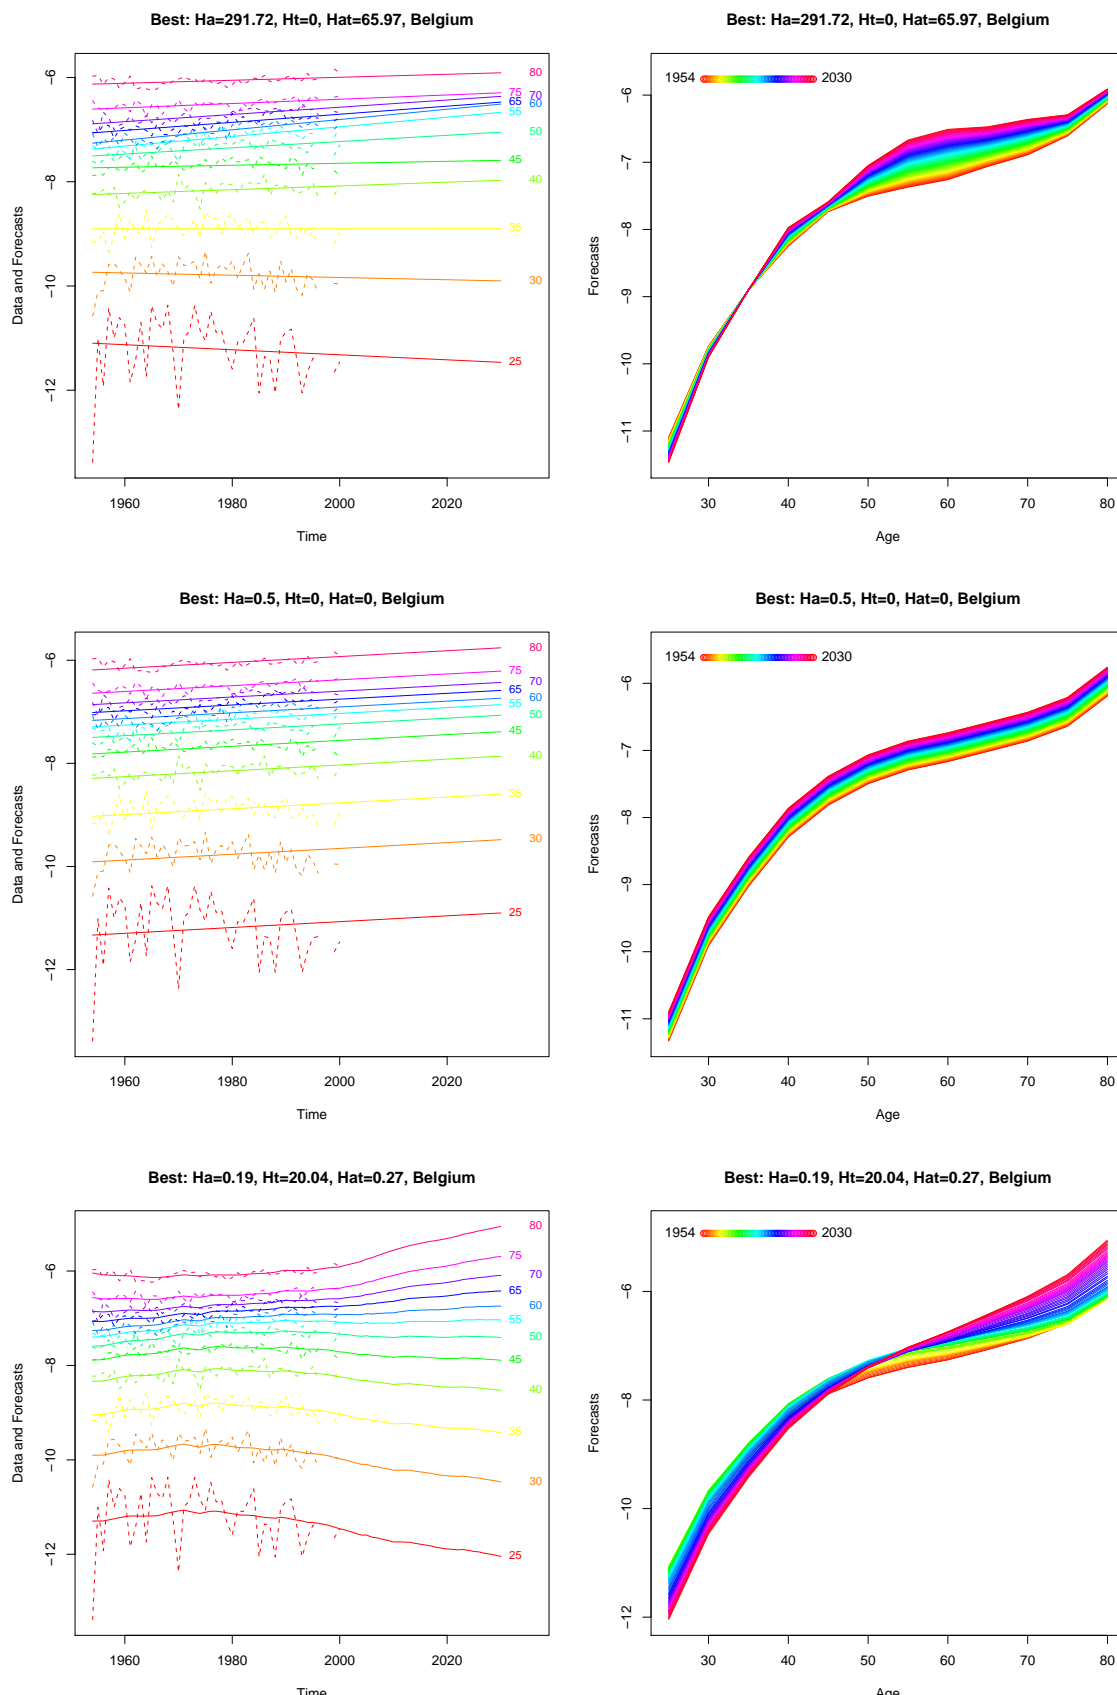 Best: Ha=291.72, Ht=0, Hat=65.97, Belgium
Data and Forecasts
−6
−8
−10
−12
80
75
70
65
60
55
50
45
40
35
30
25
1960 1980 2000 2020
Time
Best: Ha=291.72, Ht=0, Hat=65.97, Belgium
Forecasts
1954 2030
−6
−7
−8
−9
−10
−11
30 40 50 60 70 80
Age
Best: Ha=0.5, Ht=0, Hat=0, Belgium
Data and Forecasts
−6
−8
−10
−12
80
75
70
65
60
55
50
45
40
35
30
25
1960 1980 2000 2020
Time
Best: Ha=0.5, Ht=0, Hat=0, Belgium
Forecasts
1954 2030
−6
−7
−8
−9
−10
−11
30 40 50 60 70 80
Age
Best: Ha=0.19, Ht=20.04, Hat=0.27, Belgium
Data and Forecasts
−6
−8
−10
−12
80
75
70
65
60
55
50
45
40
35
30
25
1960 1980 2000 2020
Time
Best: Ha=0.19, Ht=20.04, Hat=0.27, Belgium
Forecasts
1954 2030
−6
−8
−10
−12
30 40 50 60 70 80
Age